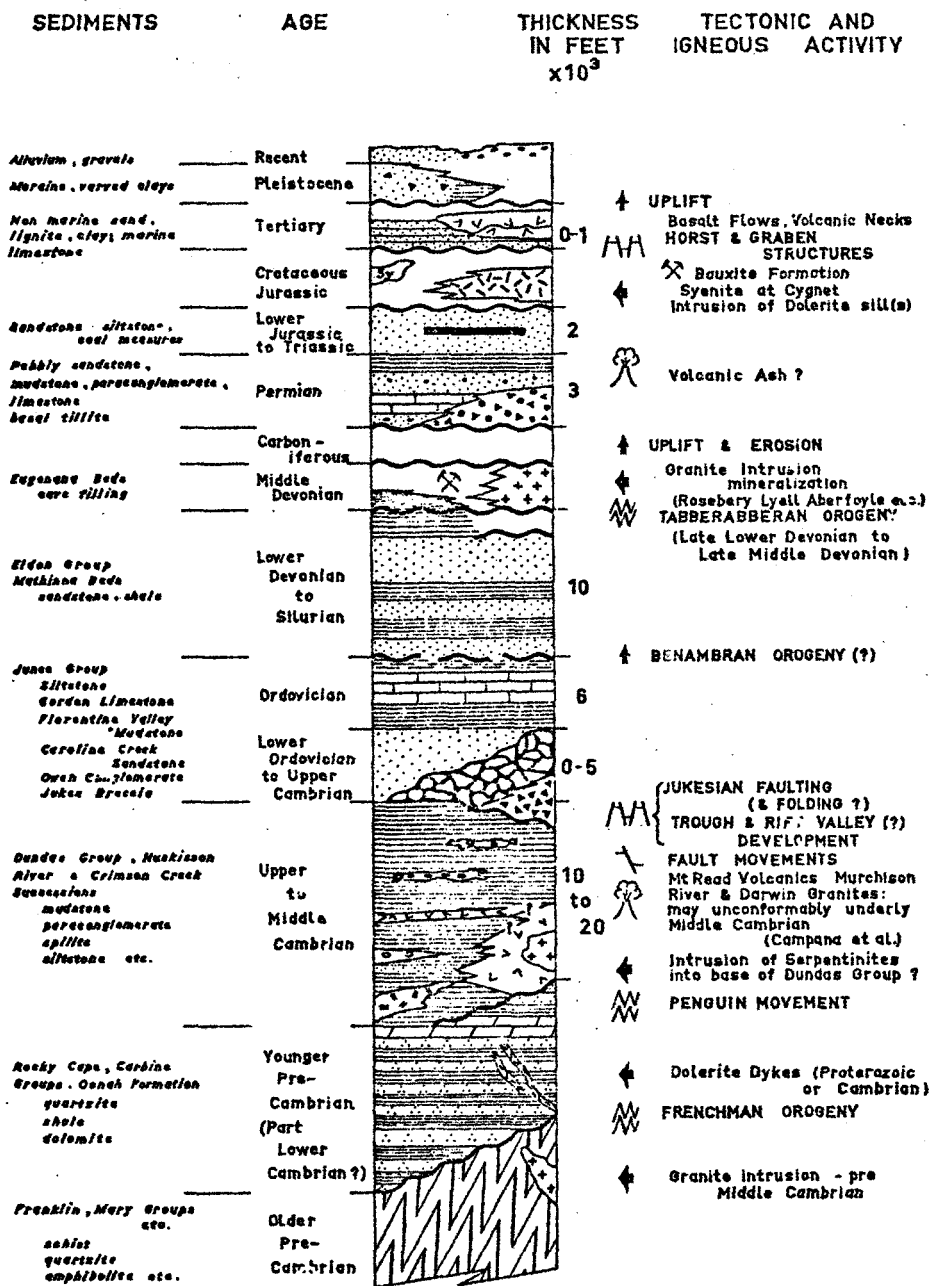 SEDIMENTS
AGE
THICKNESS
IN FEET
x10³
TECTONIC AND
IGNEOUS ACTIVITY
Alluvium, gravels
Moraine, varved clays
Non marine sand,
lignite, clay; marine
limestone
Sandstone siltstone,
coal measures
Pebbly sandstone,
mudstone, paraconglomerate,
limestone
basal tillite
Eugenana Beds
cave filling
Eldon Group
Mathinna Beds
sandstone, shale
Junee Group
Siltstone
Gordon Limestone
Florentine Valley
Mudstone
Caroline Creek
Sandstone
Owen Conglomerate
Jukes Breccia
Dundas Group, Huskisson
River & Crimson Creek
Successions
mudstone
paraconglomerate
spilite
siltstone etc.
Rocky Cape, Carbine
Groups, Oonah Formation
quartzite
shale
dolomite
Franklin, Mary Groups
etc.
schist
quartzite
amphibolite etc.
Recent
Pleistocene
Tertiary
Cretaceous
Jurassic
Lower
Jurassic
to Triassic
Permian
Carbon-
iferous
Middle
Devonian
Lower
Devonian
to
Silurian
Ordovician
Lower
Ordovician
to Upper
Cambrian
Upper
to
Middle
Cambrian
Younger
Pre-
Cambrian
(Part
Lower
Cambrian?)
Older
Pre-
Cambrian
Sy
0-1
2
3
10
6
0-5
10
to
20
UPLIFT
Basalt Flows, Volcanic Necks
HORST & GRABEN
STRUCTURES
Bauxite Formation
Syenite at Cygnet
Intrusion of Dolerite sill(s)
Volcanic Ash ?
UPLIFT & EROSION
Granite Intrusion
mineralization
(Rosebery Lyell Aberfoyle etc.)
TABBERABBERAN OROGENY
(Late Lower Devonian to
Late Middle Devonian)
BENAMBRAN OROGENY (?)
JUKESIAN FAULTING
(& FOLDING ?)
TROUGH & RIFT VALLEY (?)
DEVELOPMENT
FAULT MOVEMENTS
Mt Read Volcanics Murchison
River & Darwin Granites:
may unconformably underly
Middle Cambrian
(Campana et al.)
Intrusion of Serpentinites
into base of Dundas Group ?
PENGUIN MOVEMENT
Dolerite Dykes (Proterozoic
or Cambrian)
FRENCHMAN OROGENY
Granite intrusion - pre
Middle Cambrian